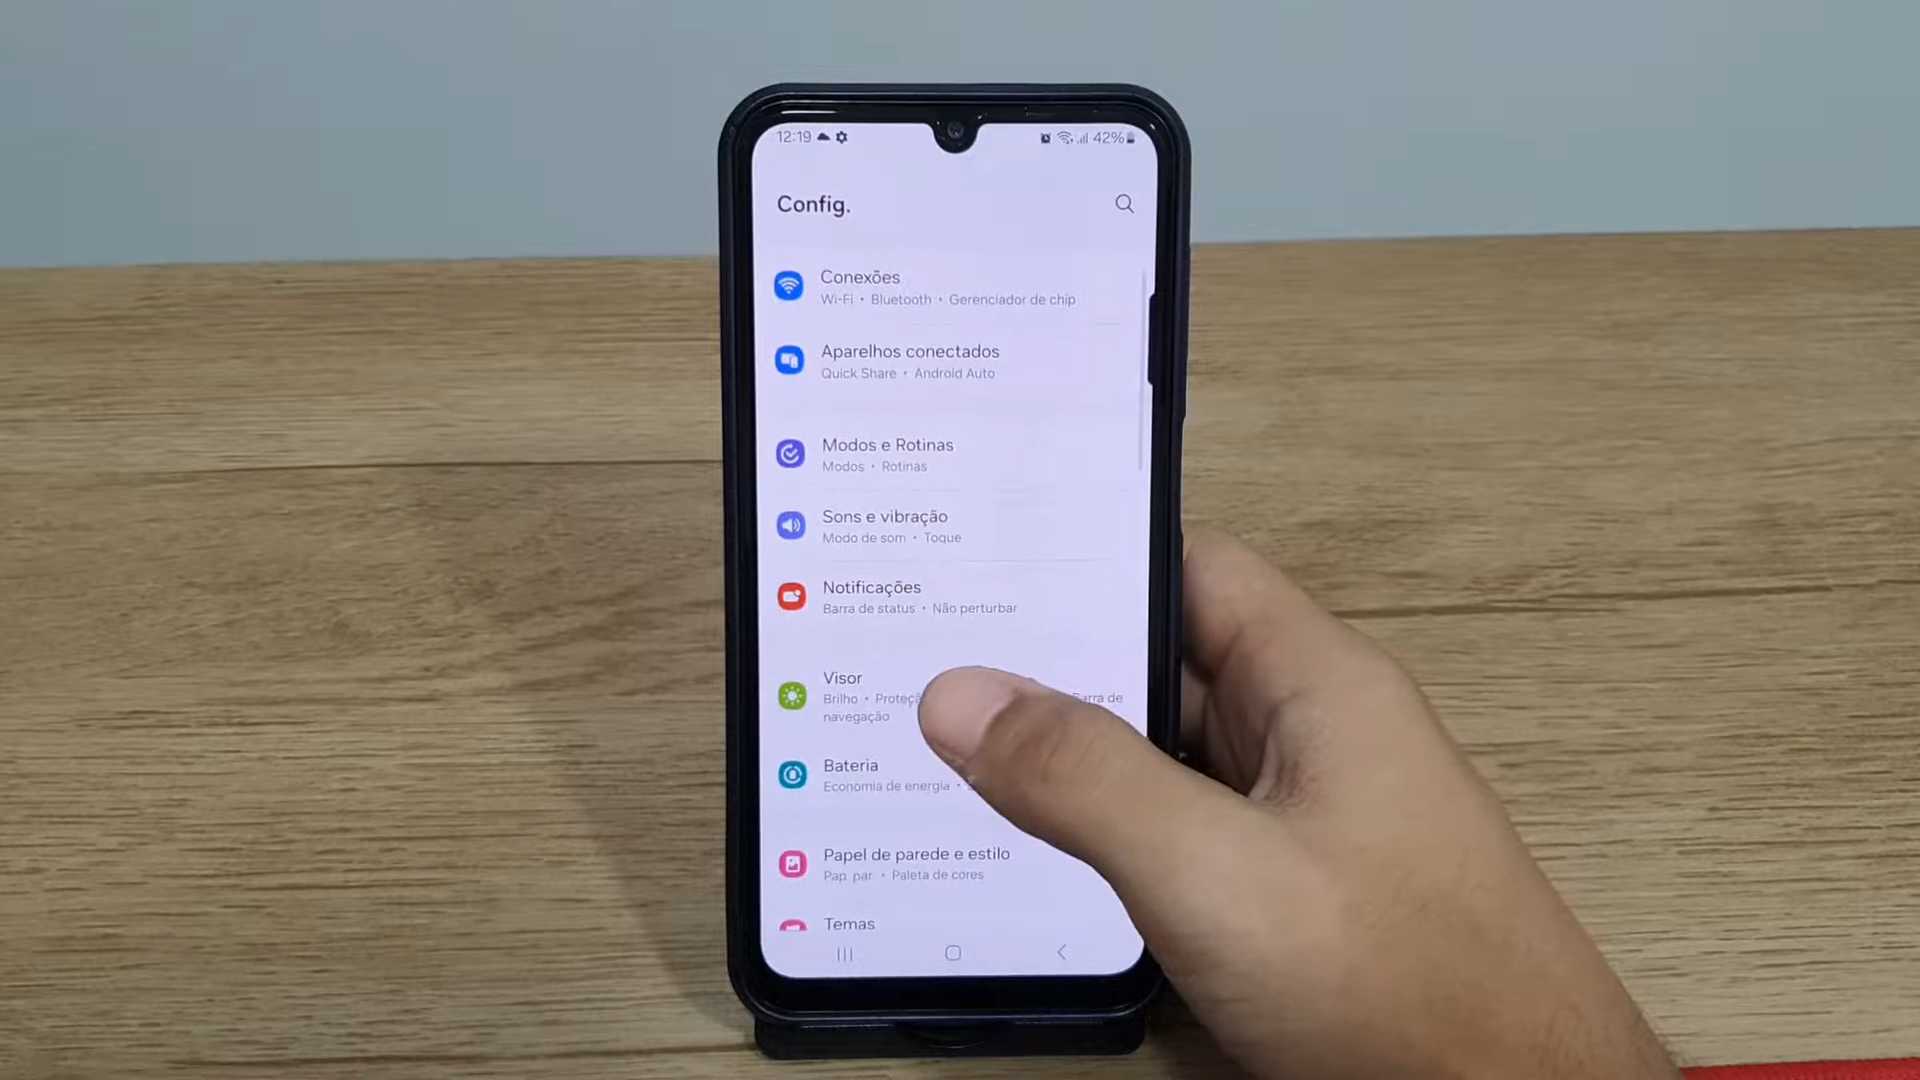 12:19 42%
Config.
Conexões
Wi-Fi • Bluetooth • Gerenciador de chip
Aparelhos conectados
Quick Share • Android Auto
Modos e Rotinas
Modos • Rotinas
Sons e vibração
Modo de som • Toque
Notificações
Barra de status • Não perturbar
Visor
Brilho • Barra de
navegação
Bateria
Economia de energia •
Papel de parede e estilo
Pap. par. • Paleta de cores
Temas